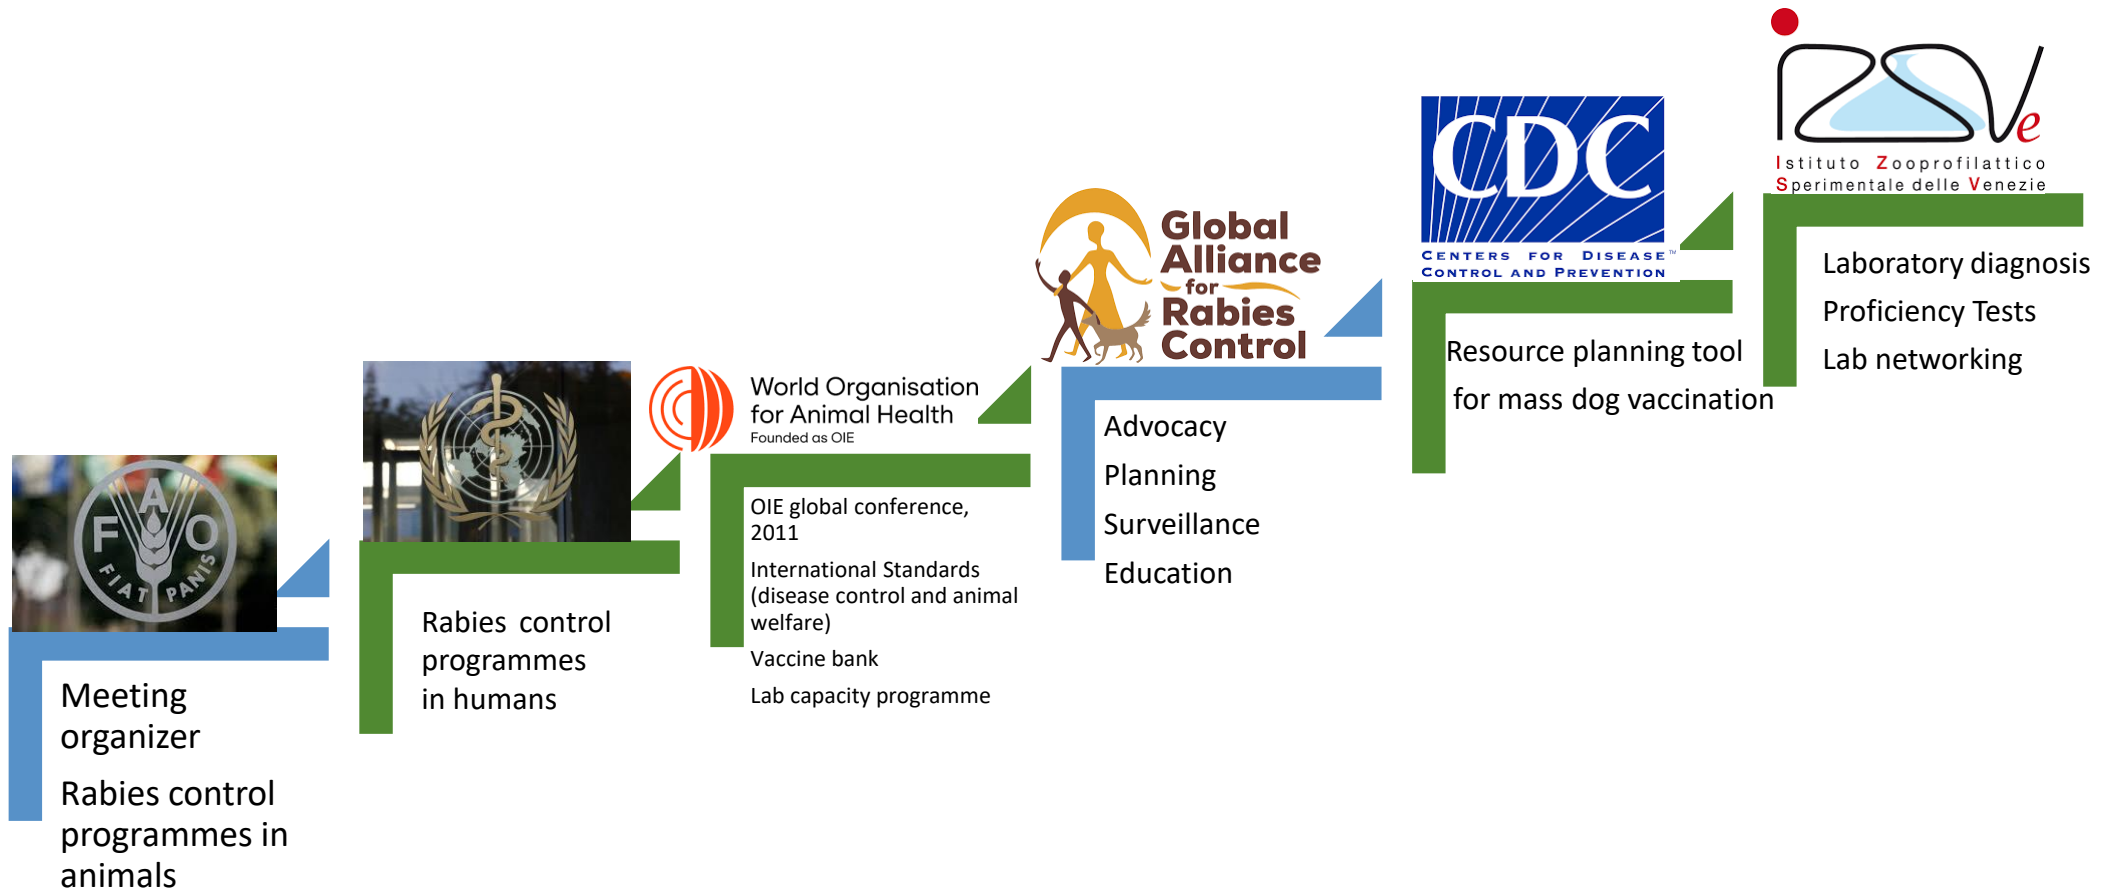 F A O
FIAT PANIS
Meeting
organizer
Rabies control
programmes in
animals
Rabies control
programmes
in humans
World Organisation
for Animal Health
Founded as OIE
OIE global conference,
2011
International Standards
(disease control and animal
welfare)
Vaccine bank
Lab capacity programme
Global
Alliance
for
Rabies
Control
Advocacy
Planning
Surveillance
Education
CDC
CENTERS FOR DISEASE™
CONTROL AND PREVENTION
Resource planning tool
for mass dog vaccination
iZSVe
Istituto Zooprofilattico
Sperimentale delle Venezie
Laboratory diagnosis
Proficiency Tests
Lab networking